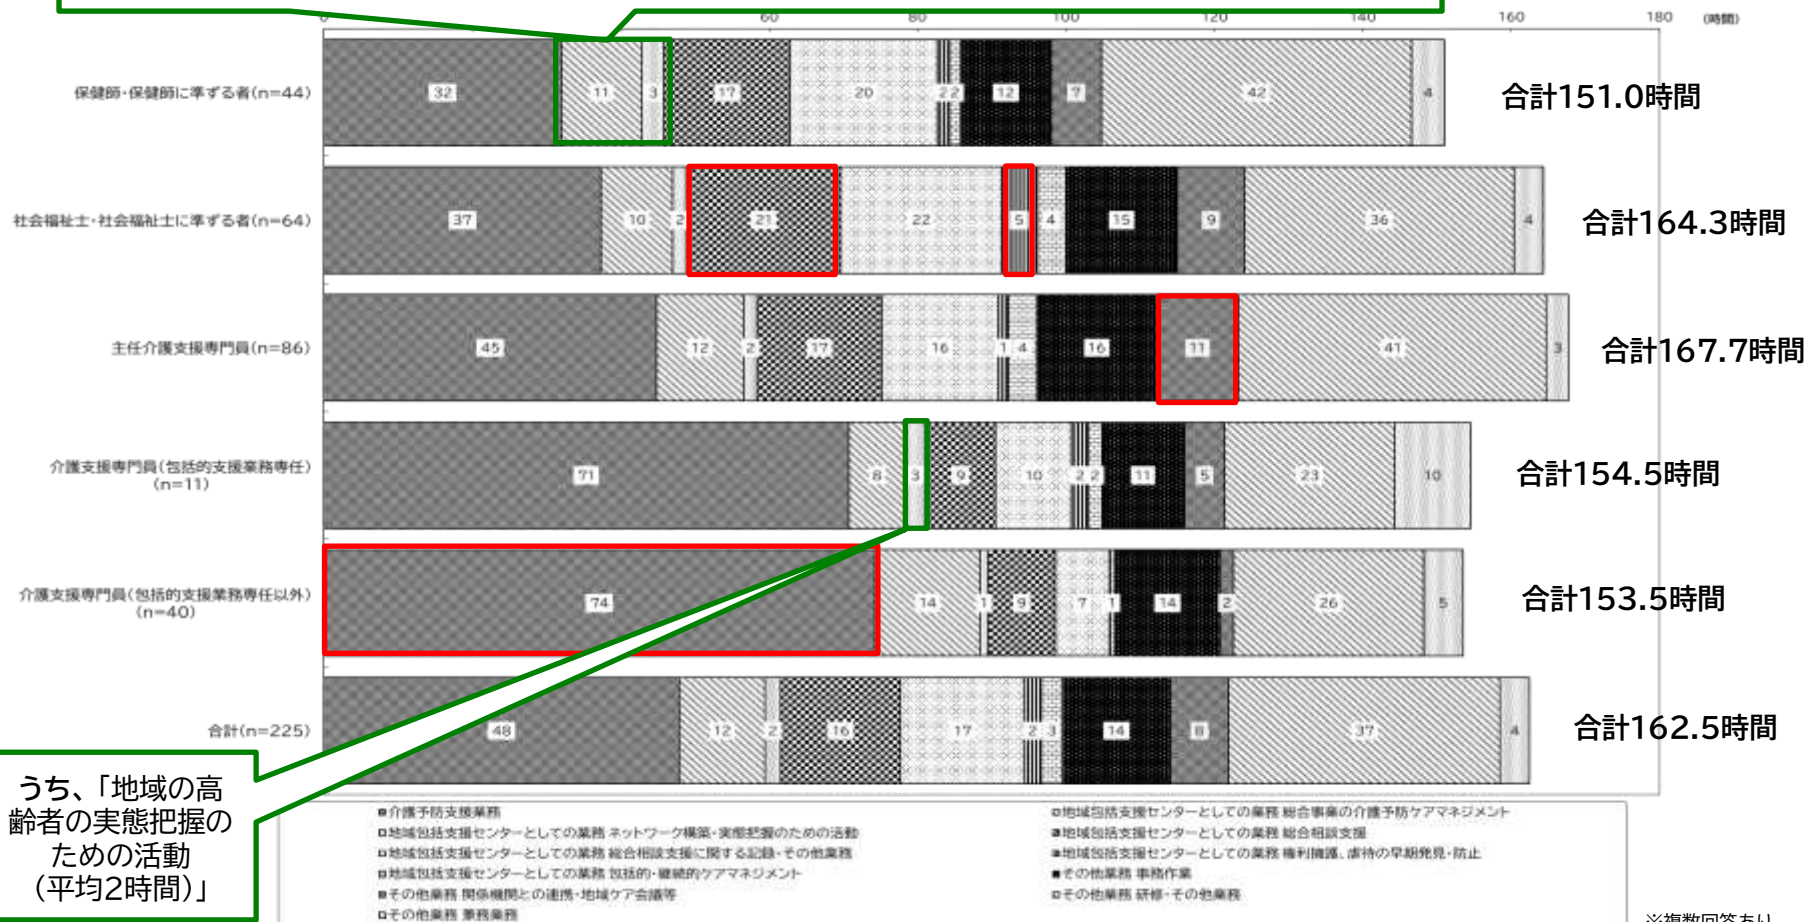 60 80 100 120 140 160 180 (時間)
保健師・保健師に準ずる者(n=44) 32 11 3 17 20 2 2 12 7 42 4 合計151.0時間
社会福祉士・社会福祉士に準ずる者(n=64) 37 10 2 21 22 5 4 15 9 36 4 合計164.3時間
主任介護支援専門員(n=86) 45 12 2 17 16 1 4 16 11 41 3 合計167.7時間
介護支援専門員(包括的支援業務専任)
(n=11) 71 8 3 9 10 2 2 11 5 23 10 合計154.5時間
介護支援専門員(包括的支援業務専任以外)
(n=40) 74 14 1 9 7 1 14 2 26 5 合計153.5時間
合計(n=225) 48 12 2 16 17 2 3 14 8 37 4 合計162.5時間
うち、「地域の高
齢者の実態把握の
ための活動
(平均2時間)」
介護予防支援業務
地域包括支援センターとしての業務 総合事業の介護予防ケアマネジメント
地域包括支援センターとしての業務 ネットワーク構築・実態把握のための活動
地域包括支援センターとしての業務 総合相談支援
地域包括支援センターとしての業務 総合相談支援に関する記録・その他業務
地域包括支援センターとしての業務 権利擁護、虐待の早期発見・防止
地域包括支援センターとしての業務 包括的・継続的ケアマネジメント
その他業務 事務作業
その他業務 関係機関との連携・地域ケア会議等
その他業務 研修・その他業務
その他業務 兼務業務